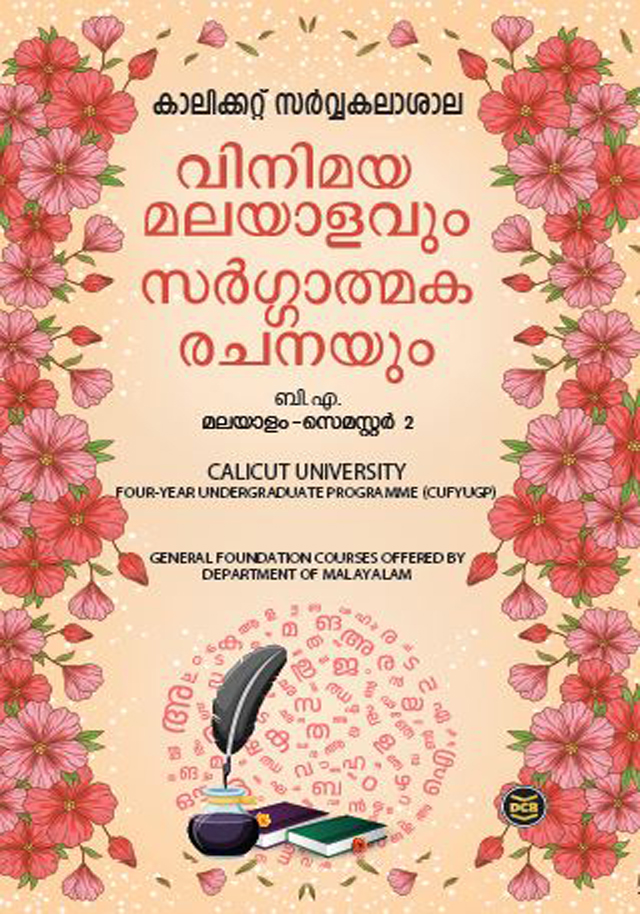 കാലിക്കറ്റ് സർവ്വകലാശാല
വിനിമയ
മലയാളവും
സർഗ്ഗാത്മക
രചനയും
ബി.എ.
മലയാളം-സെമസ്റ്റർ 2
CALICUT UNIVERSITY
FOUR-YEAR UNDERGRADUATE PROGRAMME (CUFYUGP)
GENERAL FOUNDATION COURSES OFFERED BY
DEPARTMENT OF MALAYALAM
DCB